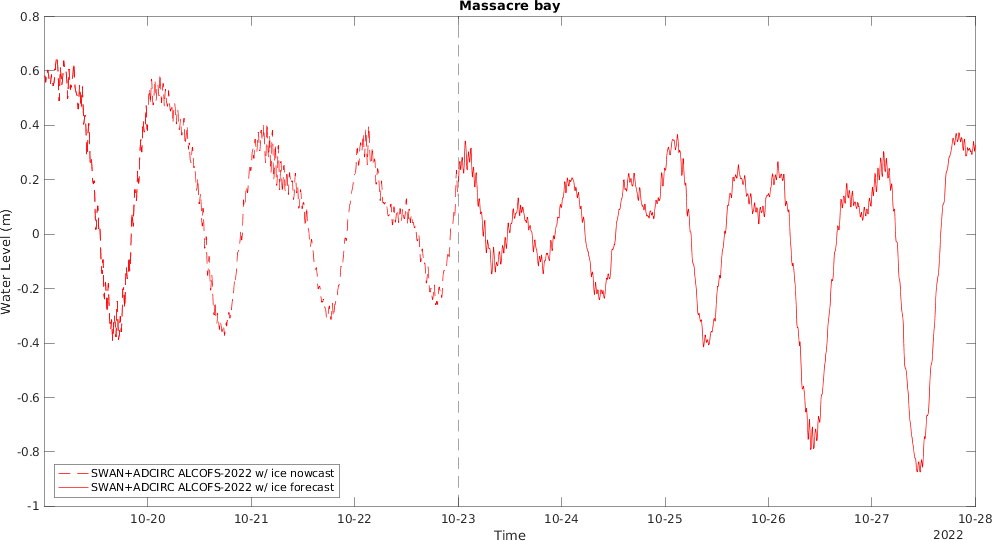 Massacre bay
0.8
0.6
0.4
0.2
0
-0.2
-0.4
-0.6
-0.8
-1
Water Level (m)
SWAN+ADCIRC ALCOFS-2022 w/ ice nowcast
SWAN+ADCIRC ALCOFS-2022 w/ ice forecast
10-20 10-21 10-22 10-23 10-24 10-25 10-26 10-27 10-28
Time
2022